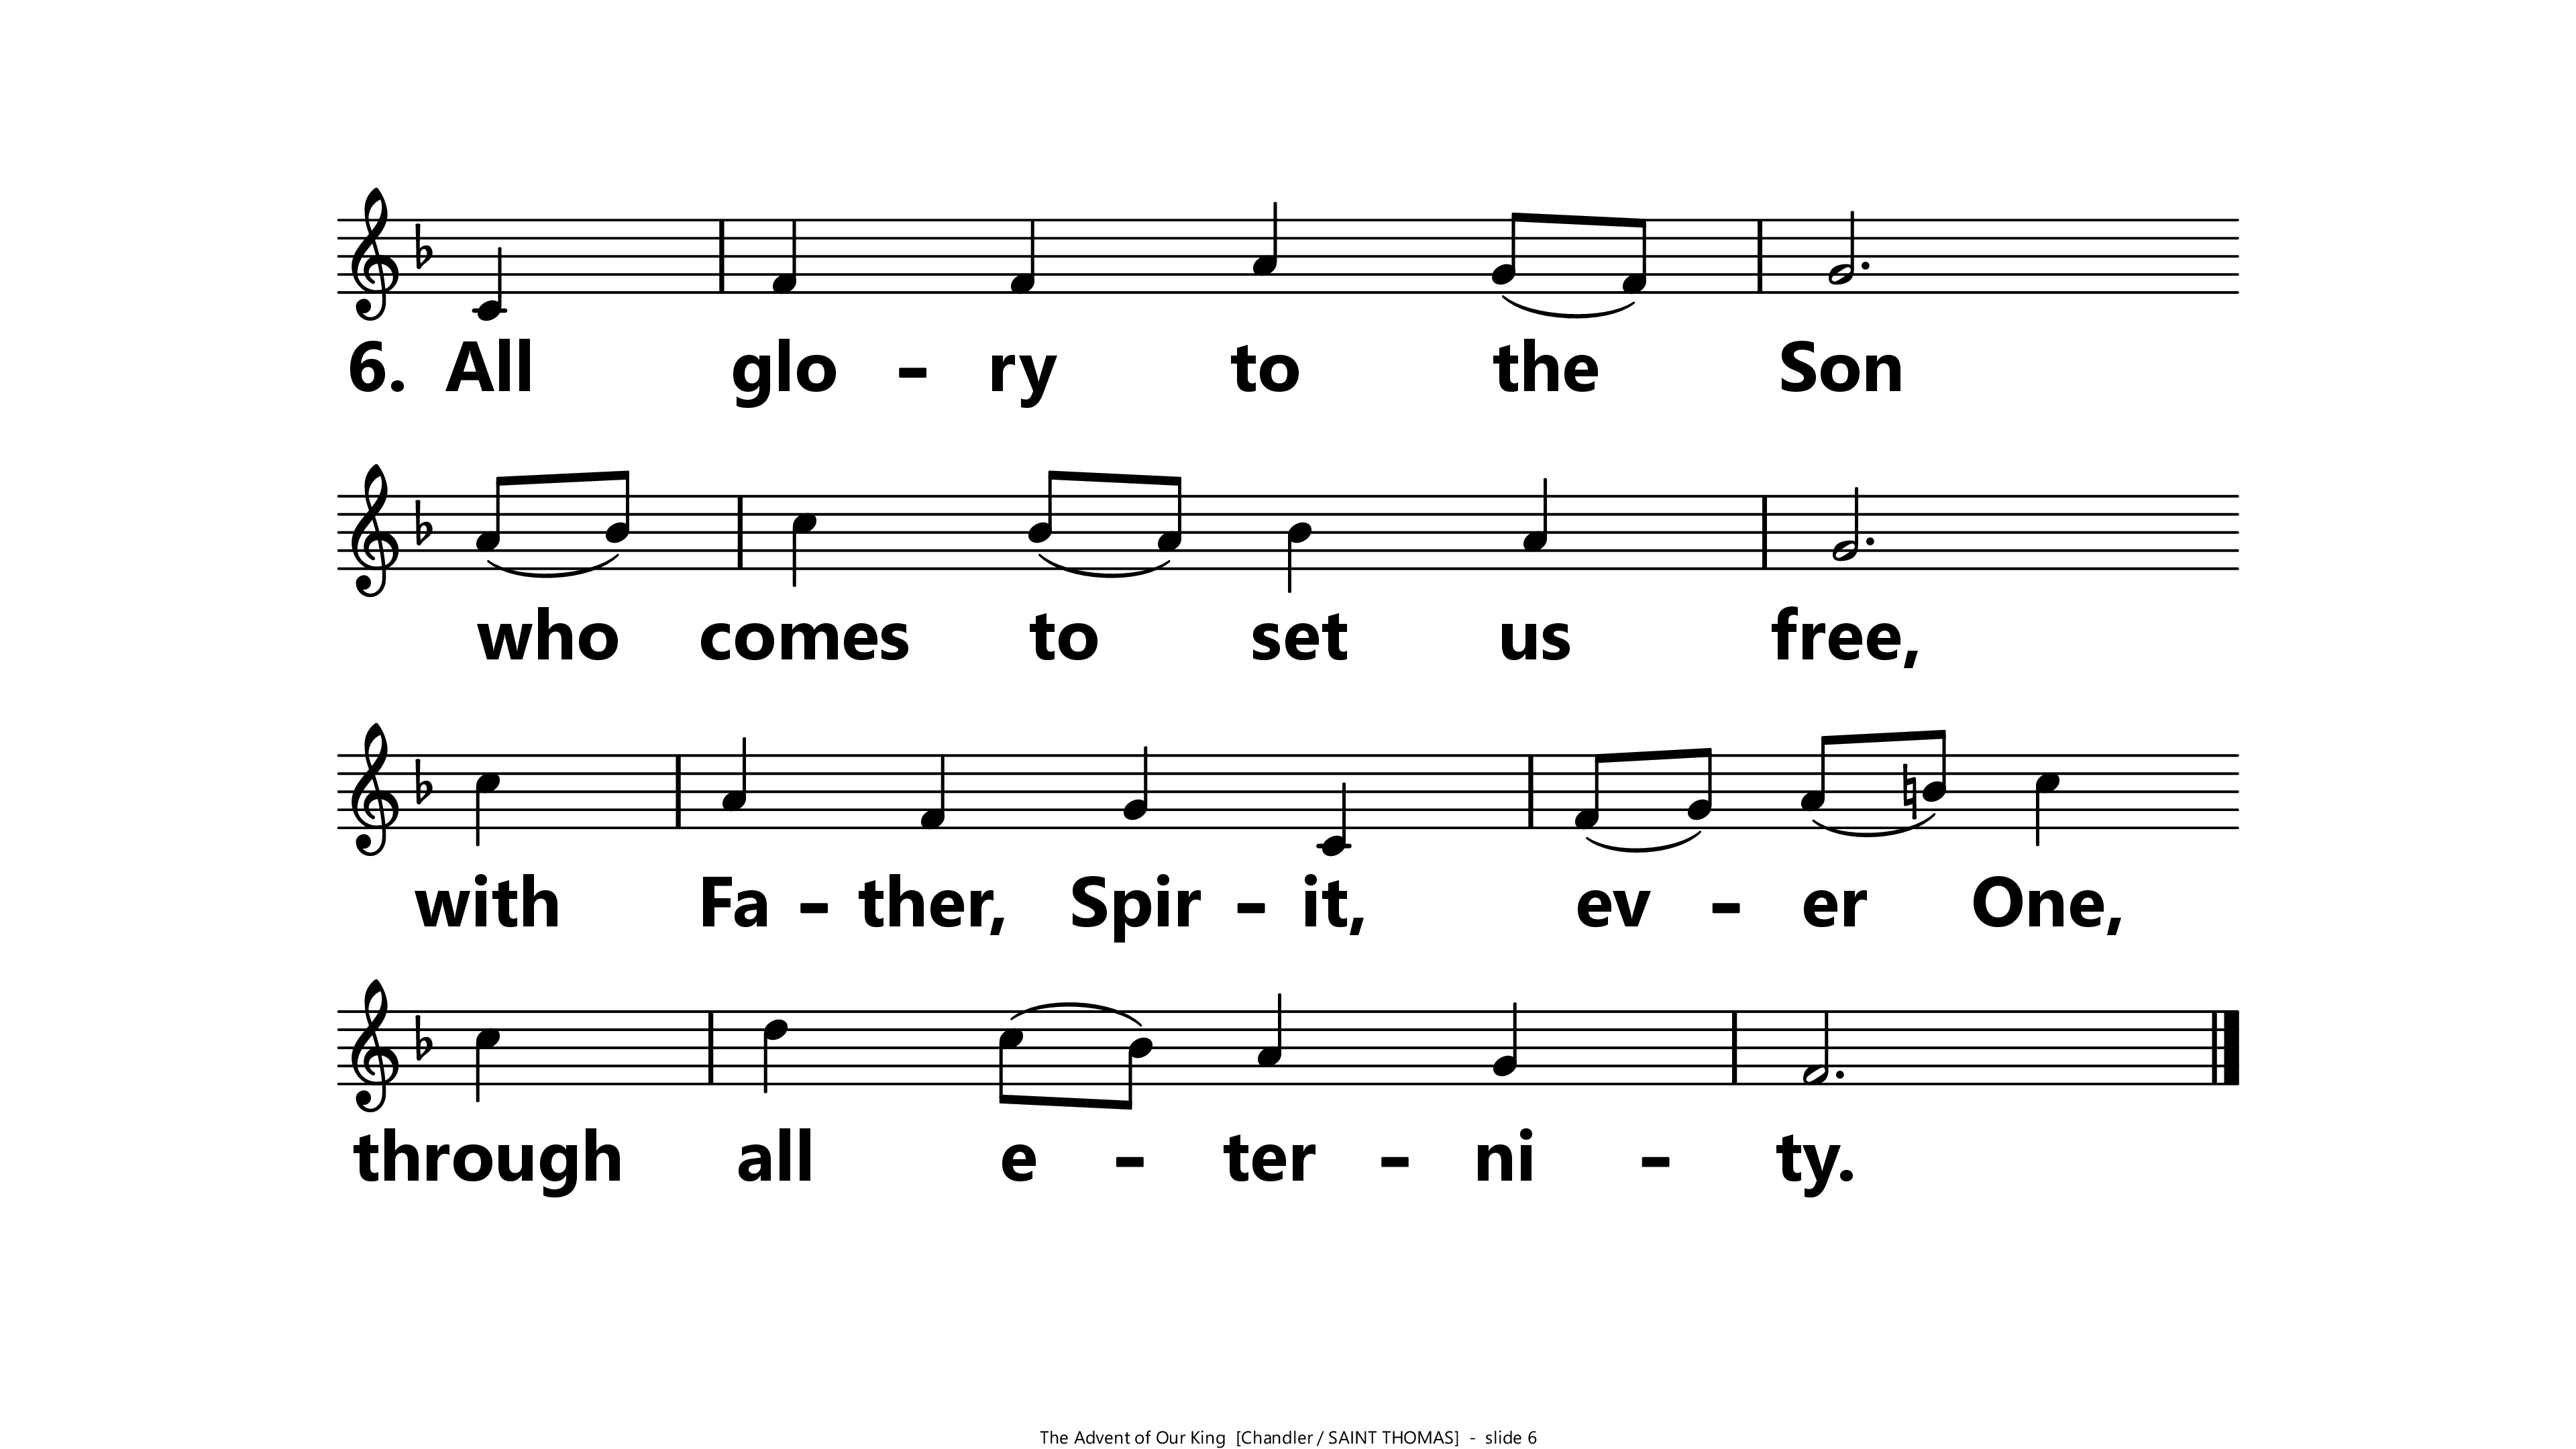 6. All glo - ry to the Son
who comes to set us free,
with Fa - ther, Spir - it, ev - er One,
through all e - ter - ni - ty.
The Advent of Our King [Chandler / SAINT THOMAS] - slide 6